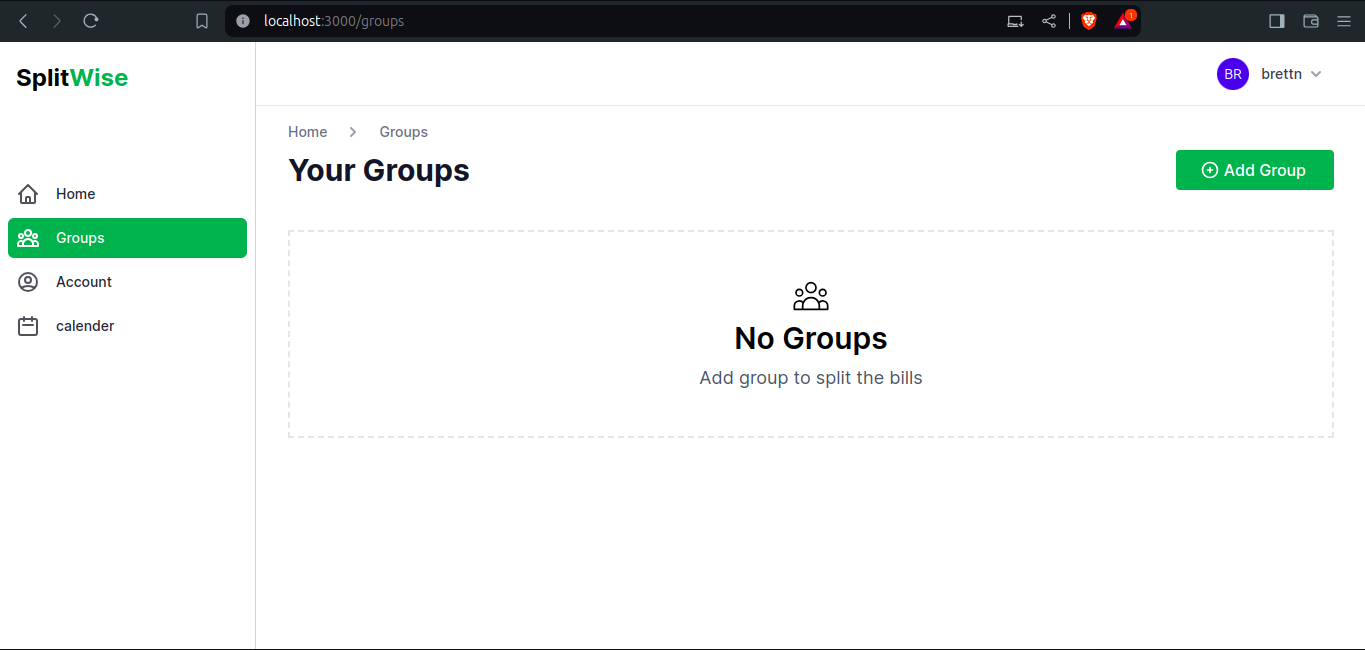 localhost:3000/groups
1
SplitWise
BR brettn
Home
Groups
Account
calender
Home > Groups
Your Groups
Add Group
No Groups
Add group to split the bills